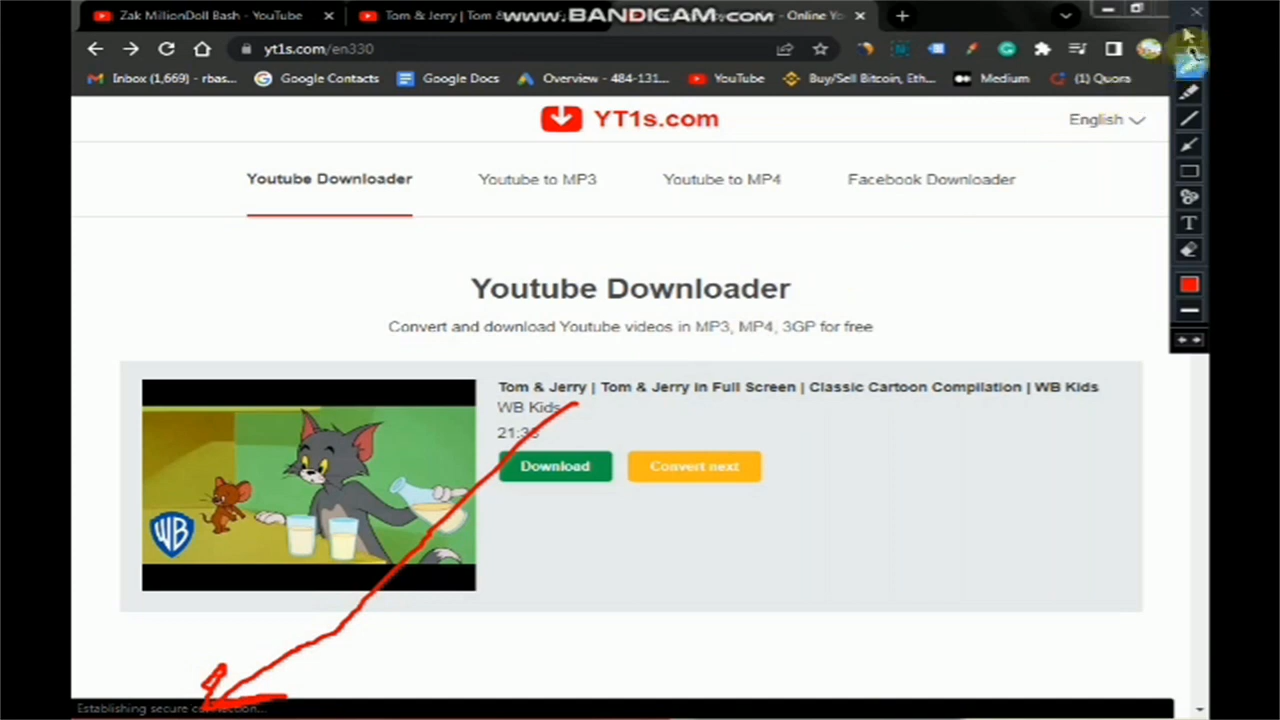 Zak MillionDoll Bash - YouTube
Tom & Jerry | Tom &
www.BANDICAM.com
- Online Yo
yt1s.com/en330
Inbox (1,669) - rbas...
Google Contacts
Google Docs
Overview - 484-131...
YouTube
Buy/Sell Bitcoin, Eth...
Medium
(1) Quora
YT1s.com
English
Youtube Downloader
Youtube to MP3
Youtube to MP4
Facebook Downloader
Youtube Downloader
Convert and download Youtube videos in MP3, MP4, 3GP for free
Tom & Jerry | Tom & Jerry in Full Screen | Classic Cartoon Compilation | WB Kids
WB Kids
Download
Convert next
WB
T
Establishing secure connection...